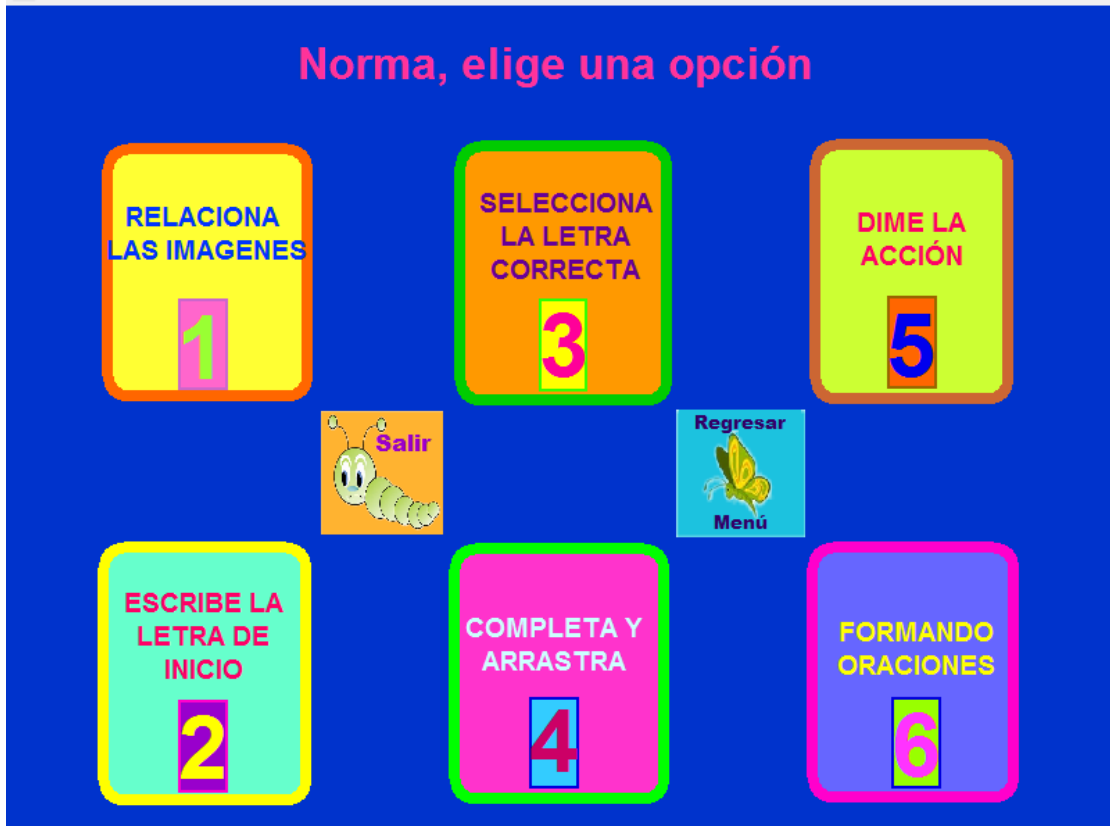 Norma, elige una opción
RELACIONA
LAS IMAGENES
1
SELECCIONA
LA LETRA
CORRECTA
3
DIME LA
ACCIÓN
5
Salir
Regresar
Menú
ESCRIBE LA
LETRA DE
INICIO
2
COMPLETA Y
ARRASTRA
4
FORMANDO
ORACIONES
6